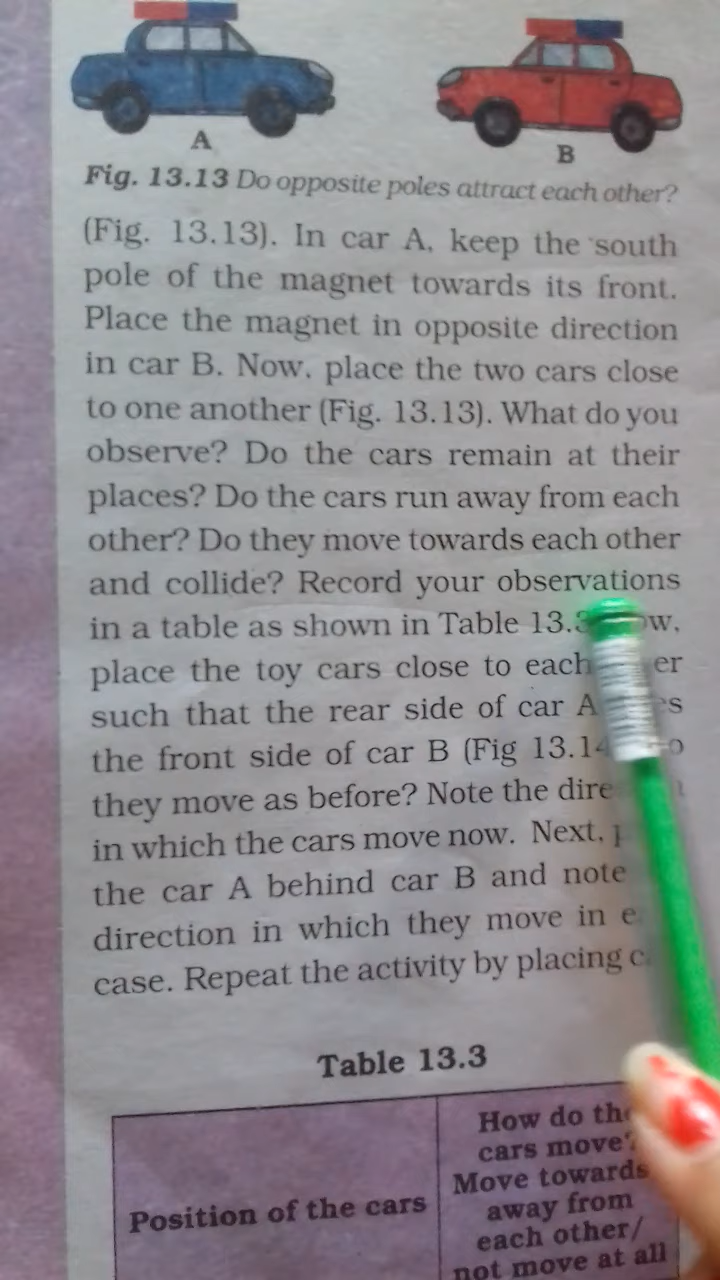 A
B
Fig. 13.13 Do opposite poles attract each other?
(Fig. 13.13). In car A, keep the south
pole of the magnet towards its front.
Place the magnet in opposite direction
in car B. Now, place the two cars close
to one another (Fig. 13.13). What do you
observe? Do the cars remain at their
places? Do the cars run away from each
other? Do they move towards each other
and collide? Record your observations
in a table as shown in Table 13.3
place the toy cars close to each
such that the rear side of car A
the front side of car B (Fig 13.14
they move as before? Note the
in which the cars move now. Next,
the car A behind car B and note
direction in which they move in
case. Repeat the activity by placing
Table 13.3
Position of the cars
How do the
cars move?
Move towards
away from
each other/
not move at all